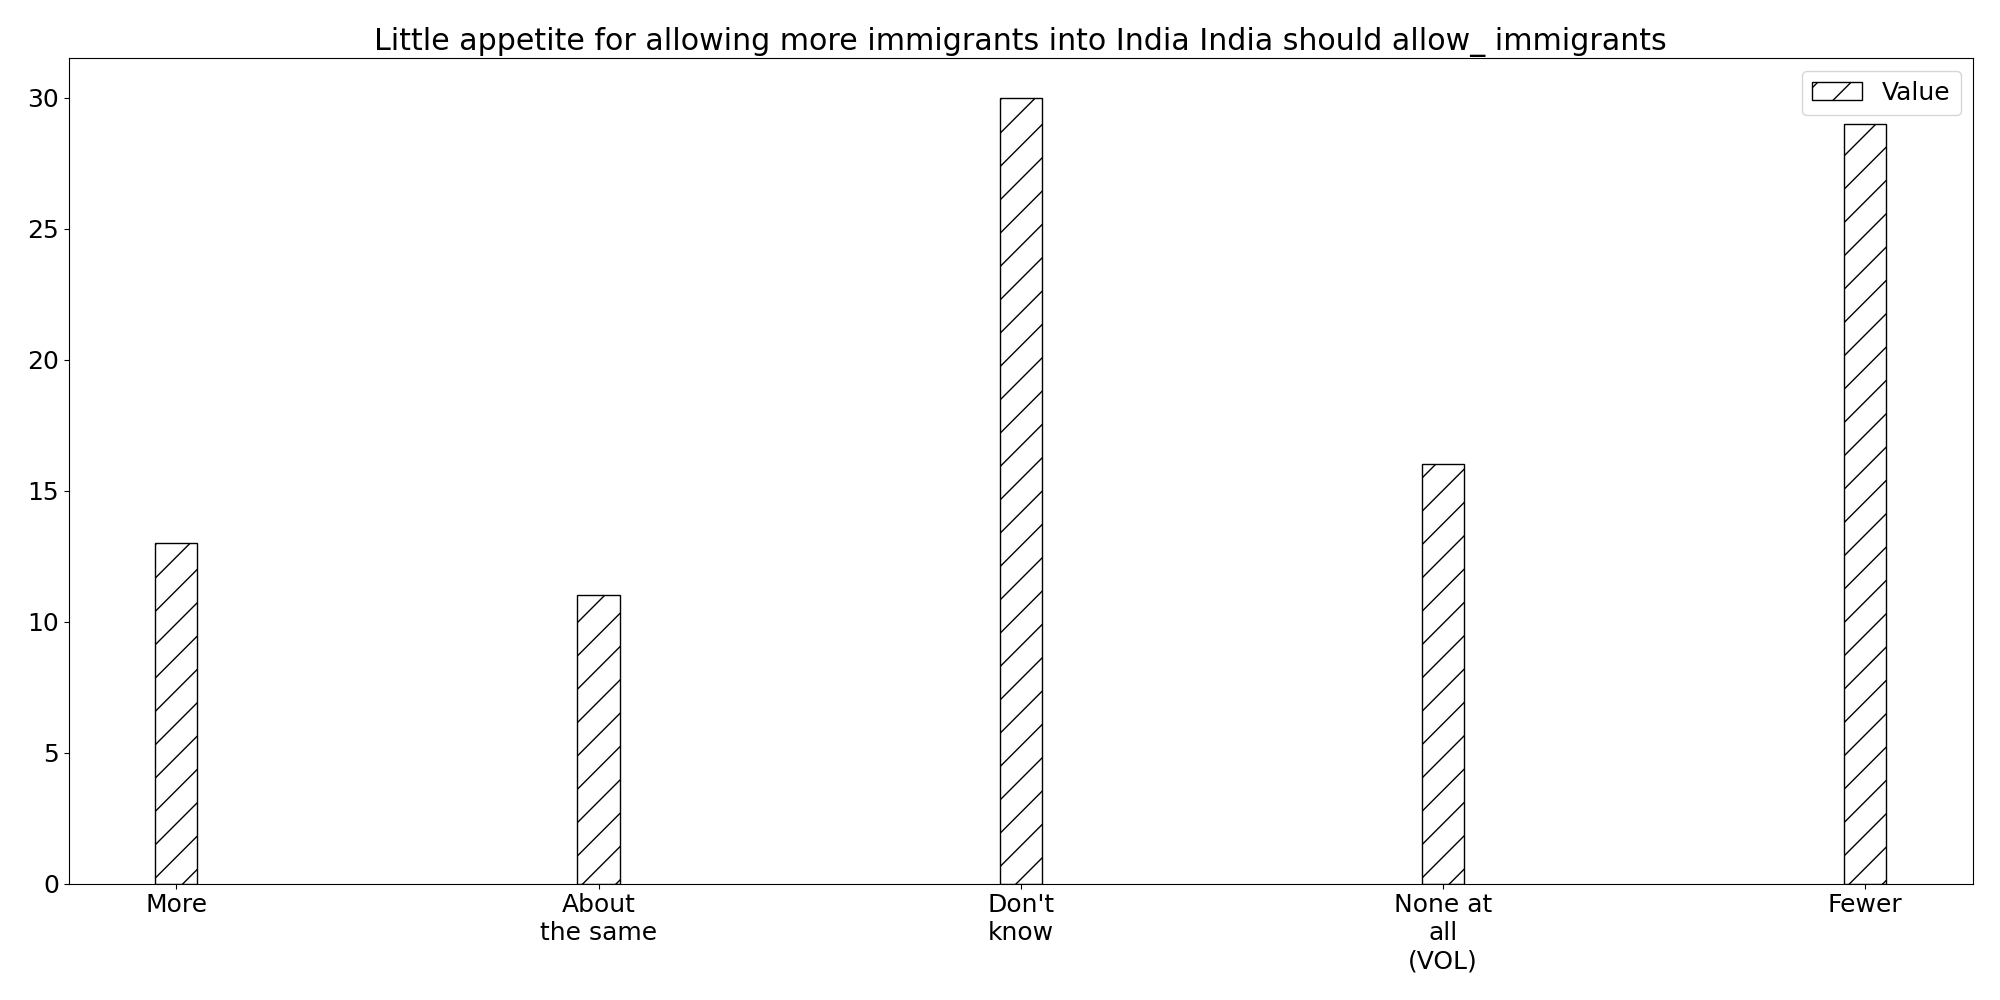 Little appetite for allowing more immigrants into India India should allow_ immigrants
Value
30
25
20
15
10
5
0
More
About
the same
Don't
know
None at
all
(VOL)
Fewer